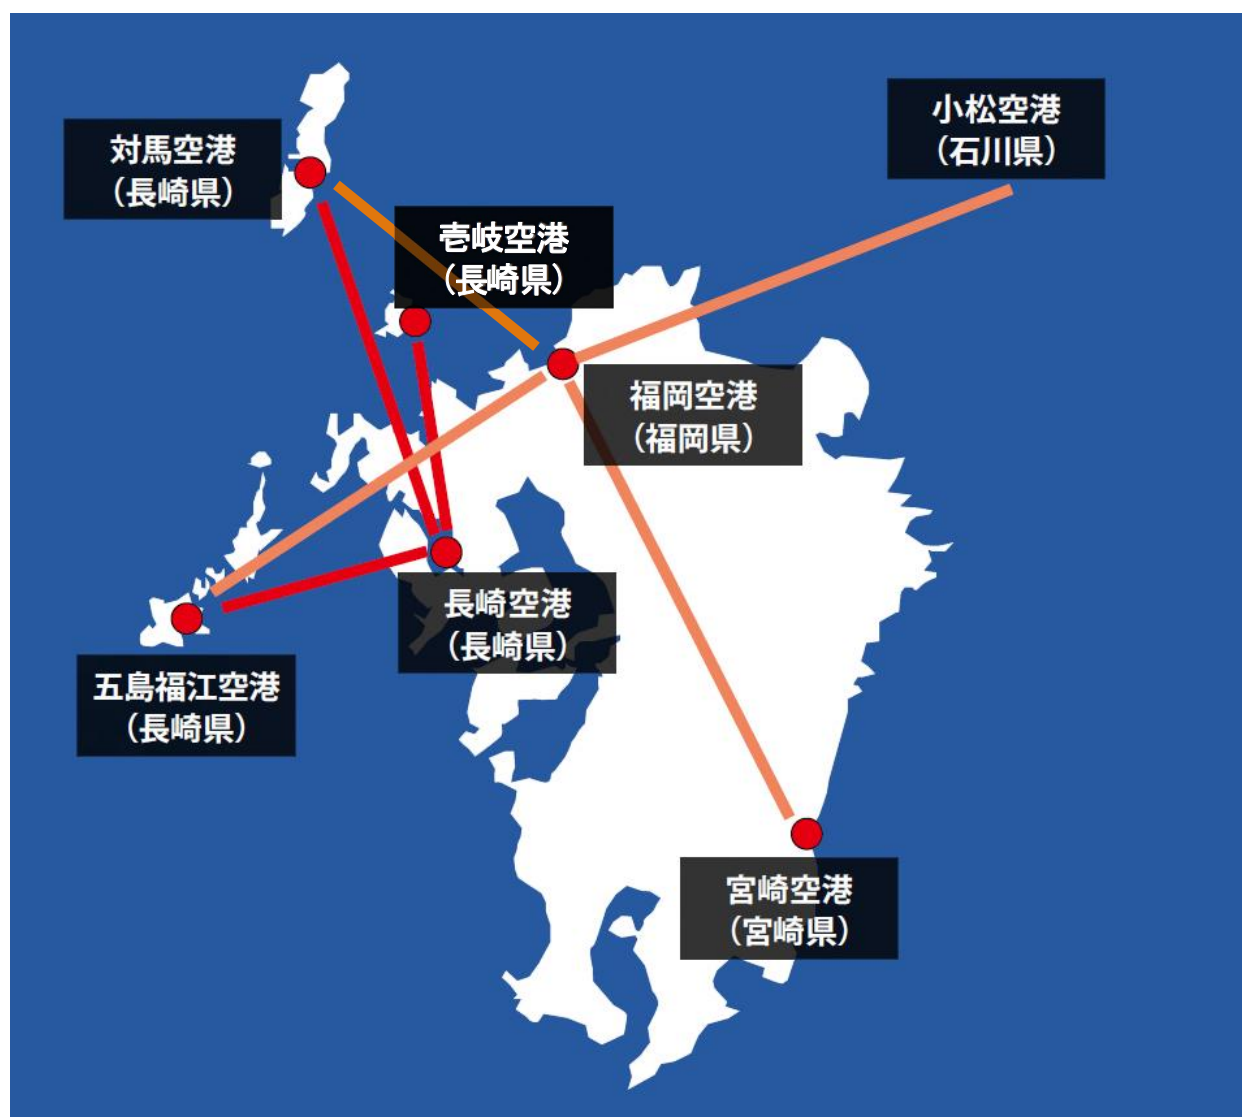 小松空港
（石川県）
対馬空港
（長崎県）
壱岐空港
（長崎県）
福岡空港
（福岡県）
長崎空港
（長崎県）
五島福江空港
（長崎県）
宮崎空港
（宮崎県）